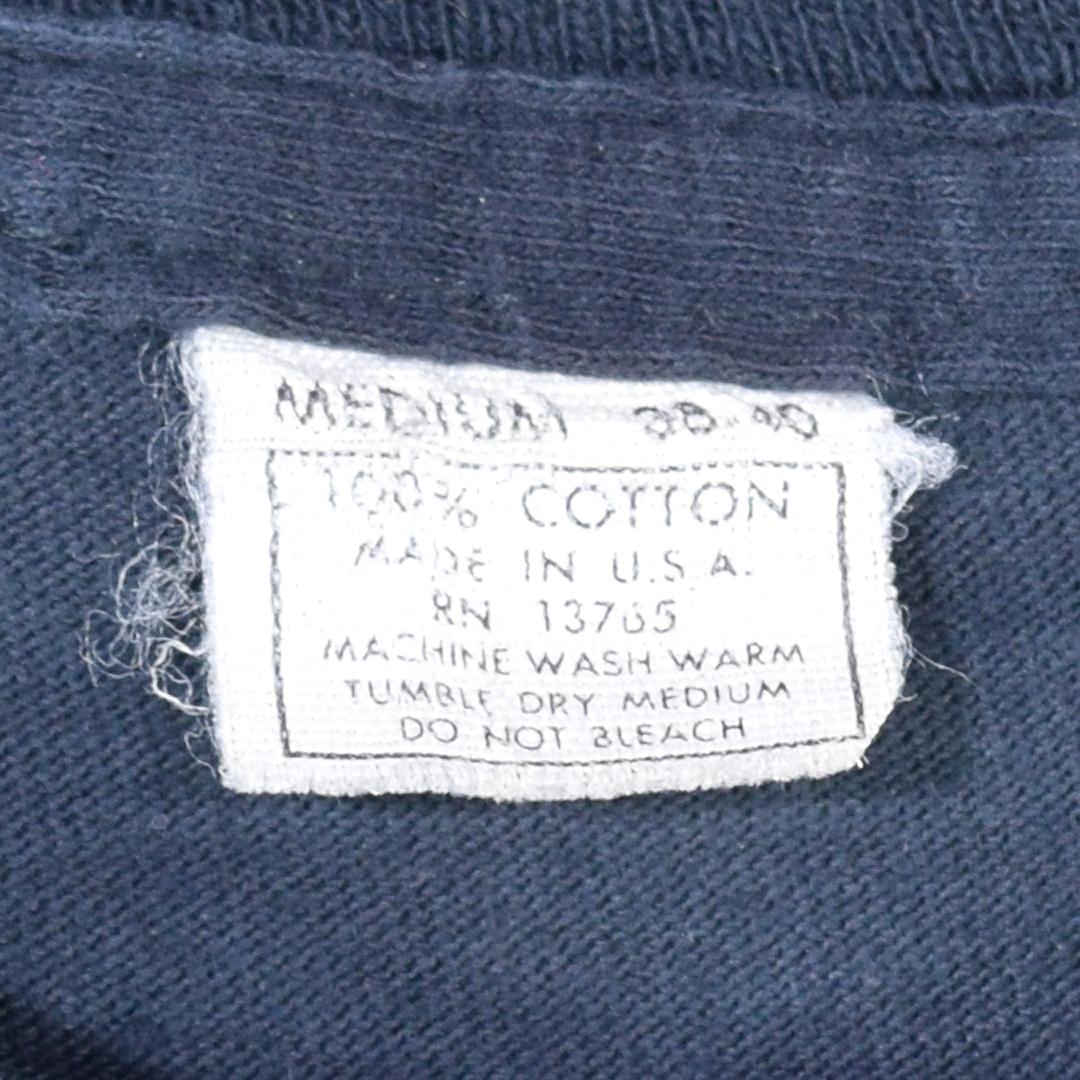 MEDIUM 38-40
100% COTTON
MADE IN U.S.A.
RN 13765
MACHINE WASH WARM
TUMBLE DRY MEDIUM
DO NOT BLEACH